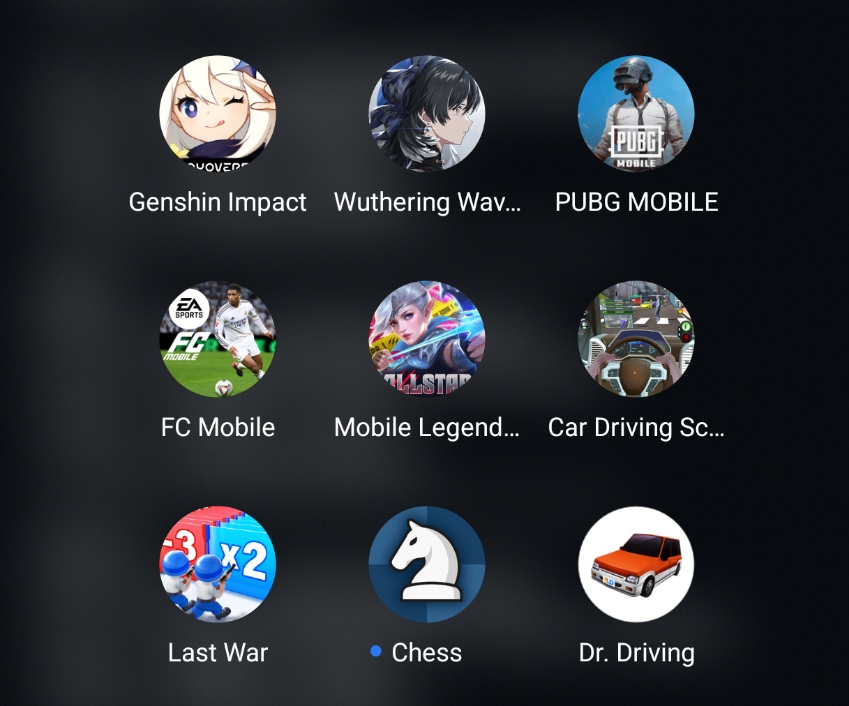 Genshin Impact
Wuthering Wav...
PUBG
MOBILE
PUBG MOBILE
EA
SPORTS
FC
MOBILE
FC Mobile
ALLSTAR
Mobile Legend...
Car Driving Sc...
-3
x2
Last War
Chess
Dr. Driving